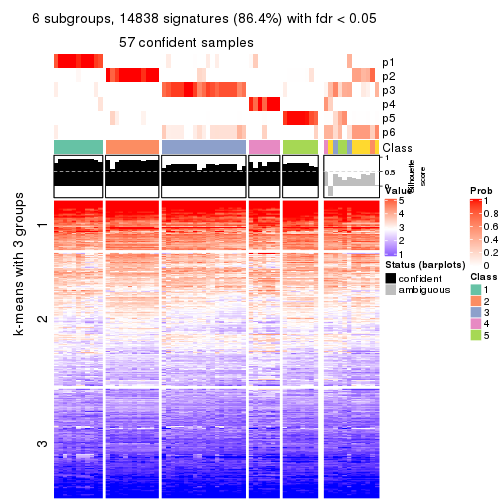 6 subgroups, 14838 signatures (86.4%) with fdr < 0.05
57 confident samples
p1
p2
p3
p4
p5
p6
Class
1
0.5
0
Silhouette
score
k-means with 3 groups
1
2
3
Value
5
4
3
2
1
Status (barplots)
confident
ambiguous
Prob
1
0.8
0.6
0.4
0.2
0
Class
1
2
3
4
5